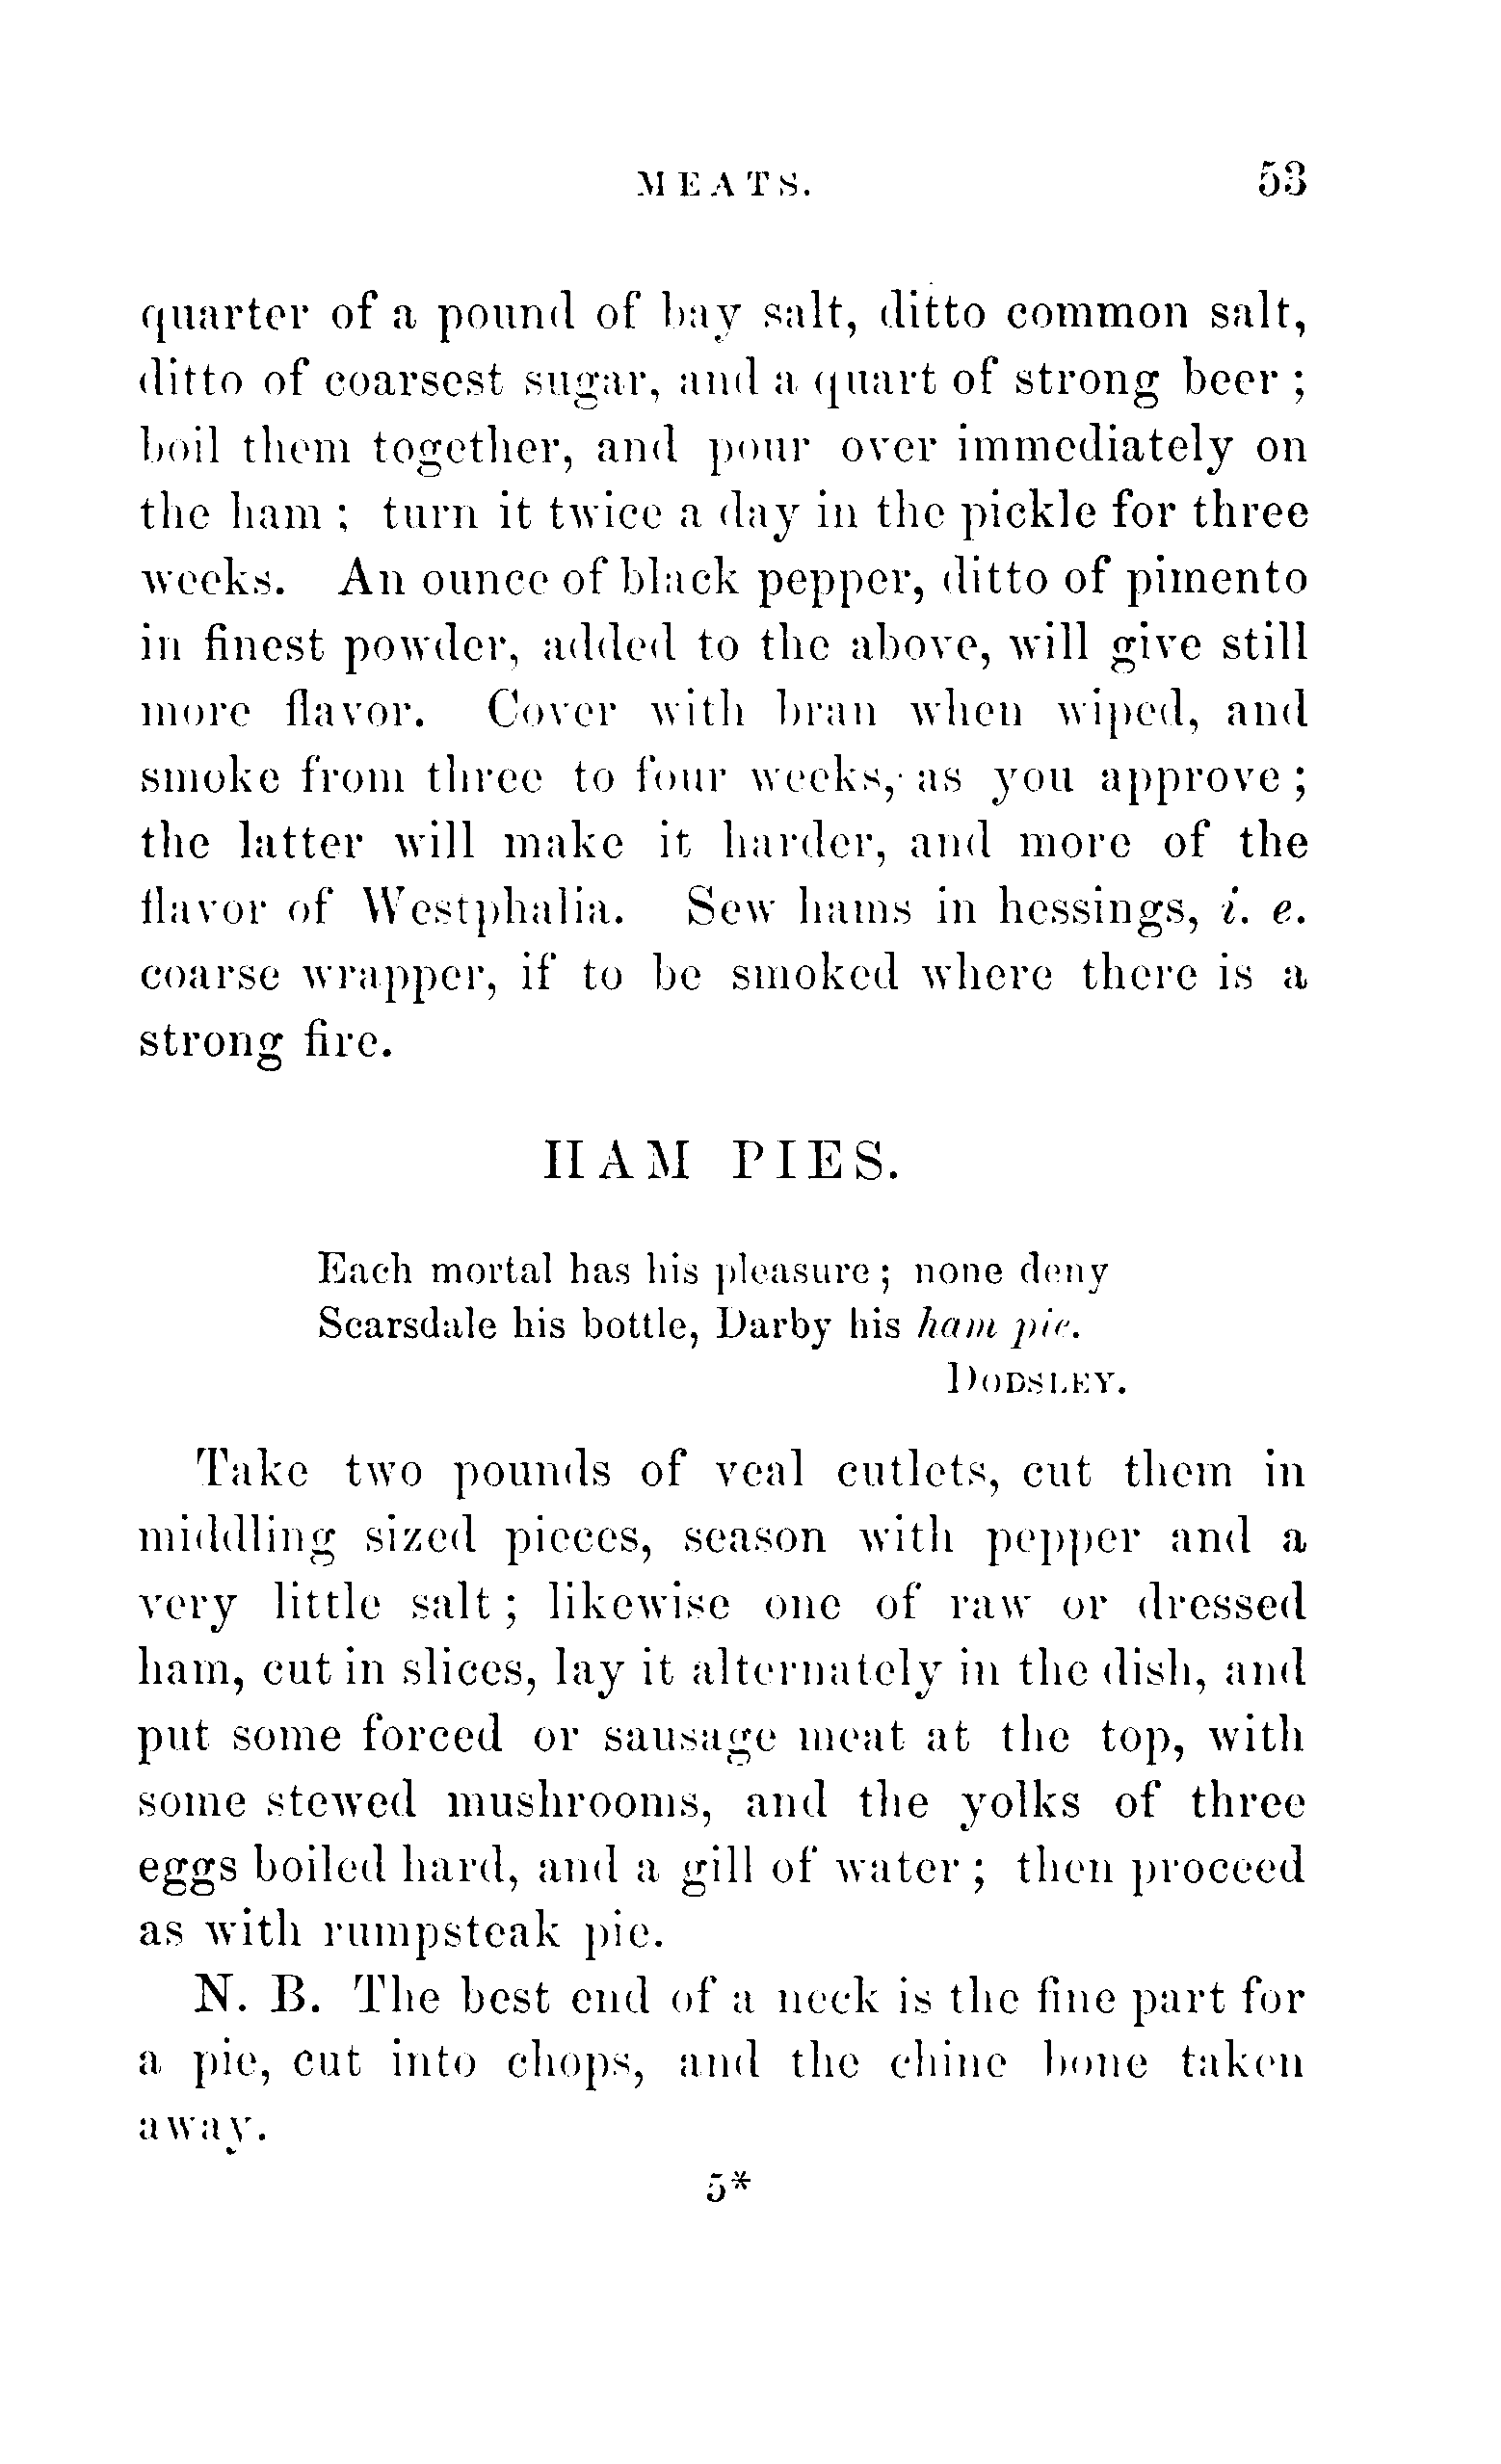 MEATS. 53
quarter of a pound of bay salt, ditto common salt,
ditto of coarsest sugar, and a quart of strong beer;
boil them together, and pour over immediately on
the ham; turn it twice a day in the pickle for three
weeks. An ounce of black pepper, ditto of pimento
in finest powder, added to the above, will give still
more flavor. Cover with bran when wiped, and
smoke from three to four weeks, as you approve;
the latter will make it harder, and more of the
flavor of Westphalia. Sew hams in hessings, i. e.
coarse wrapper, if to be smoked where there is a
strong fire.
HAM PIES.
Each mortal has his pleasure; none deny
Scarsdale his bottle, Darby his ham pie.
DODSLEY.
Take two pounds of veal cutlets, cut them in
middling sized pieces, season with pepper and a
very little salt; likewise one of raw or dressed
ham, cut in slices, lay it alternately in the dish, and
put some forced or sausage meat at the top, with
some stewed mushrooms, and the yolks of three
eggs boiled hard, and a gill of water; then proceed
as with rumpsteak pie.
N. B. The best end of a neck is the fine part for
a pie, cut into chops, and the chine bone taken
away.
5*